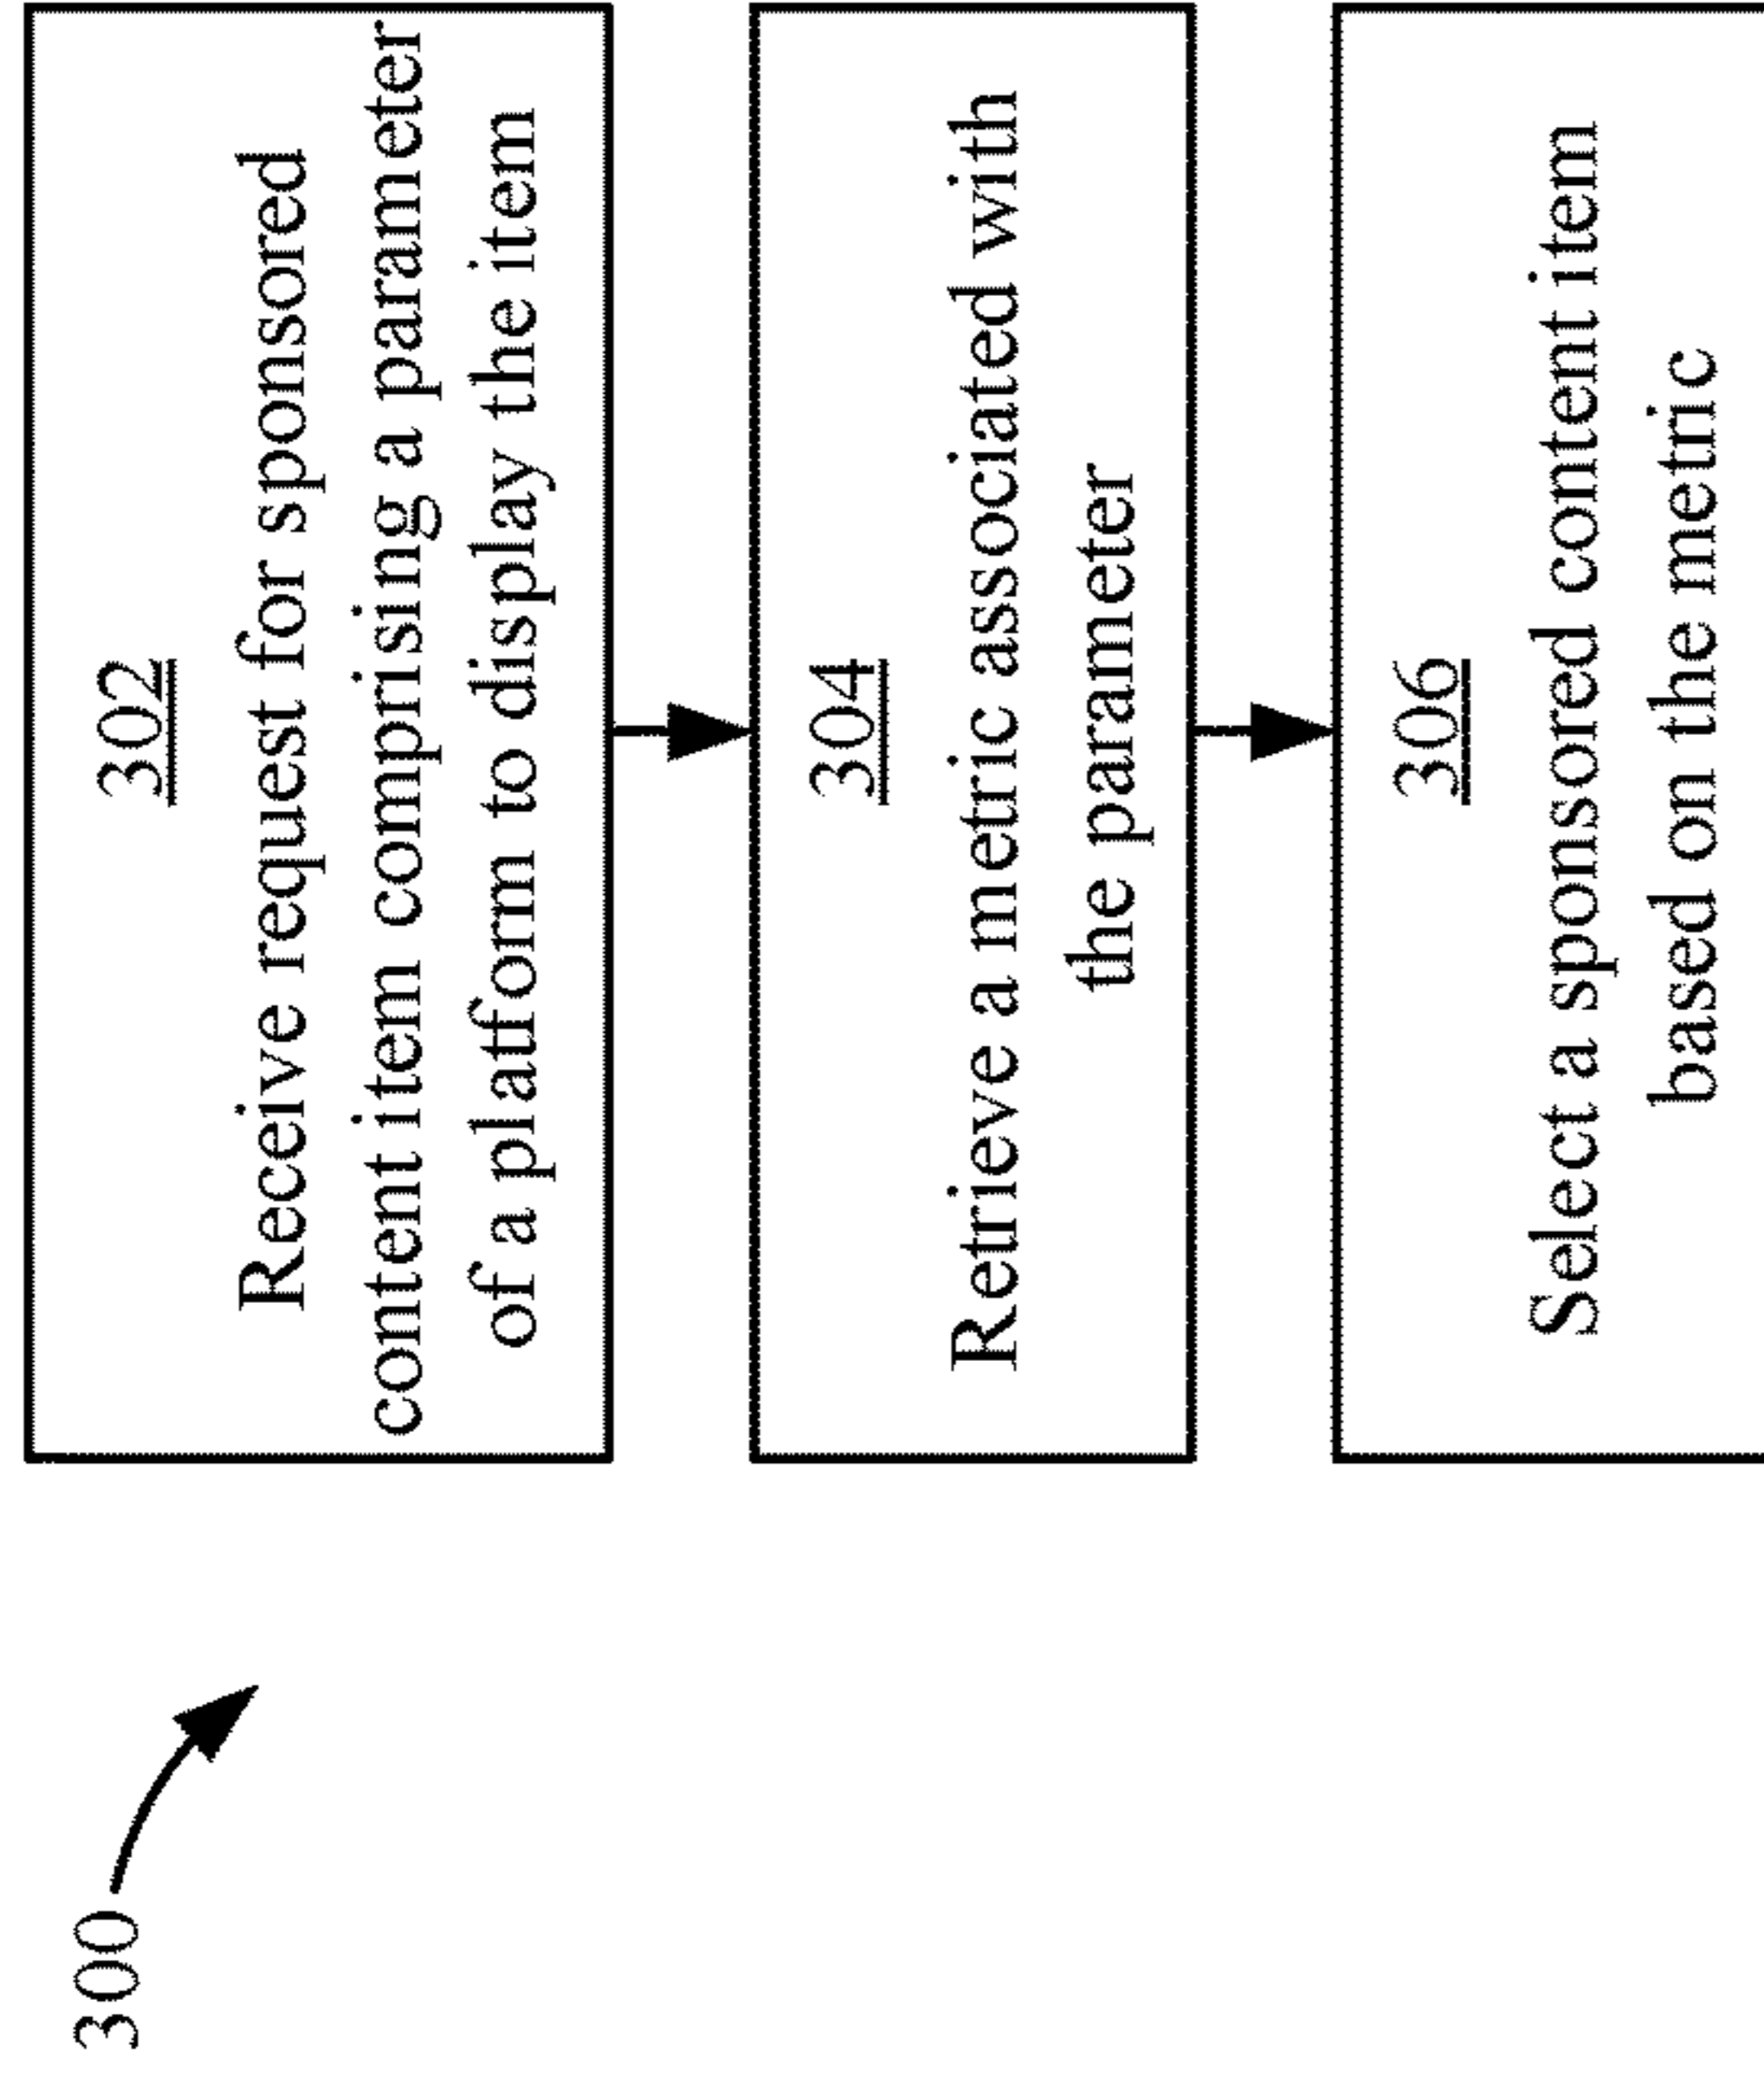 300
302
Receive request for sponsored
content item comprising a parameter
of a platform to display the item
304
Retrieve a metric associated with
the parameter
306
Select a sponsored content item
based on the metric